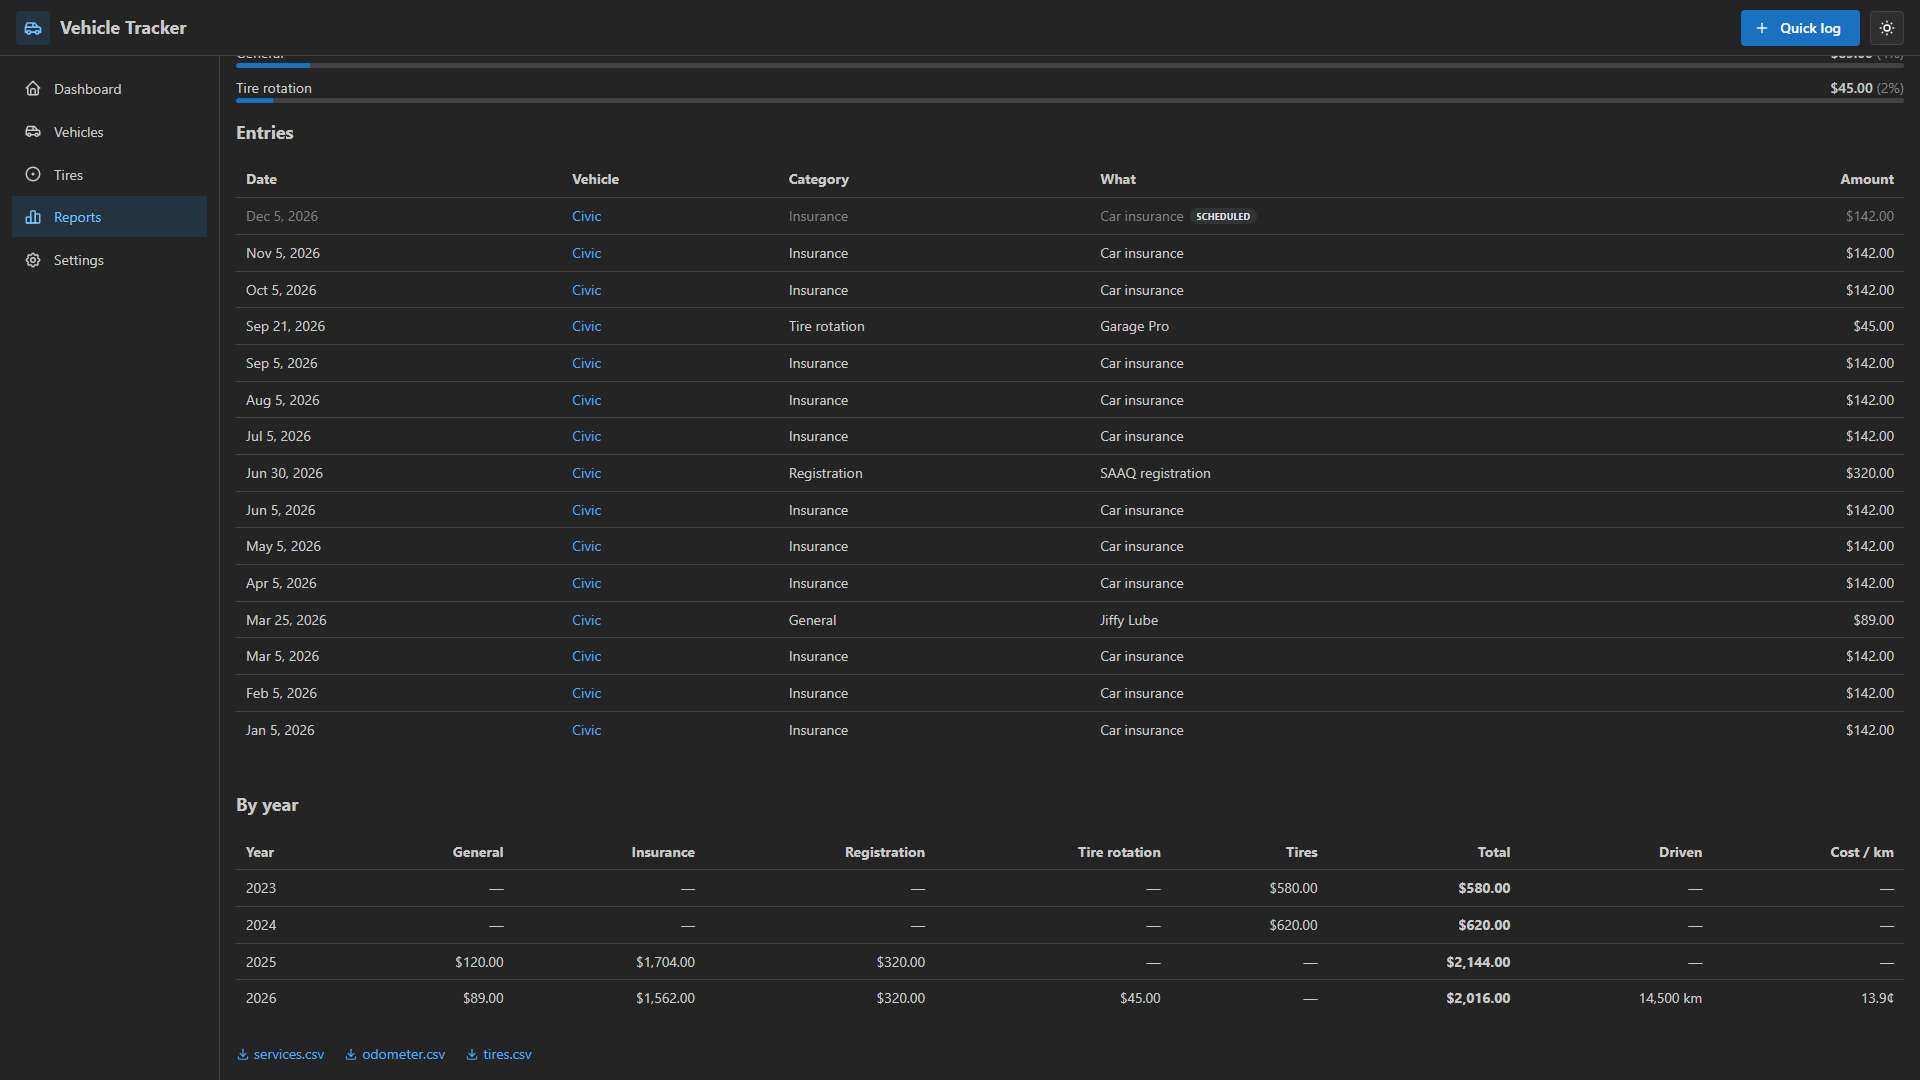 Vehicle Tracker
Quick log
Dashboard
Vehicles
Tires
Reports
Settings
Tire rotation $45.00 (2%)
Entries
Date Vehicle Category What Amount
Dec 5, 2026 Civic Insurance Car insurance SCHEDULED $142.00
Nov 5, 2026 Civic Insurance Car insurance $142.00
Oct 5, 2026 Civic Insurance Car insurance $142.00
Sep 21, 2026 Civic Tire rotation Garage Pro $45.00
Sep 5, 2026 Civic Insurance Car insurance $142.00
Aug 5, 2026 Civic Insurance Car insurance $142.00
Jul 5, 2026 Civic Insurance Car insurance $142.00
Jun 30, 2026 Civic Registration SAAQ registration $320.00
Jun 5, 2026 Civic Insurance Car insurance $142.00
May 5, 2026 Civic Insurance Car insurance $142.00
Apr 5, 2026 Civic Insurance Car insurance $142.00
Mar 25, 2026 Civic General Jiffy Lube $89.00
Mar 5, 2026 Civic Insurance Car insurance $142.00
Feb 5, 2026 Civic Insurance Car insurance $142.00
Jan 5, 2026 Civic Insurance Car insurance $142.00
By year
Year General Insurance Registration Tire rotation Tires Total Driven Cost / km
2023 — — — — $580.00 $580.00 — —
2024 — — — — $620.00 $620.00 — —
2025 $120.00 $1,704.00 $320.00 — — $2,144.00 — —
2026 $89.00 $1,562.00 $320.00 $45.00 — $2,016.00 14,500 km 13.9¢
services.csv odometer.csv tires.csv